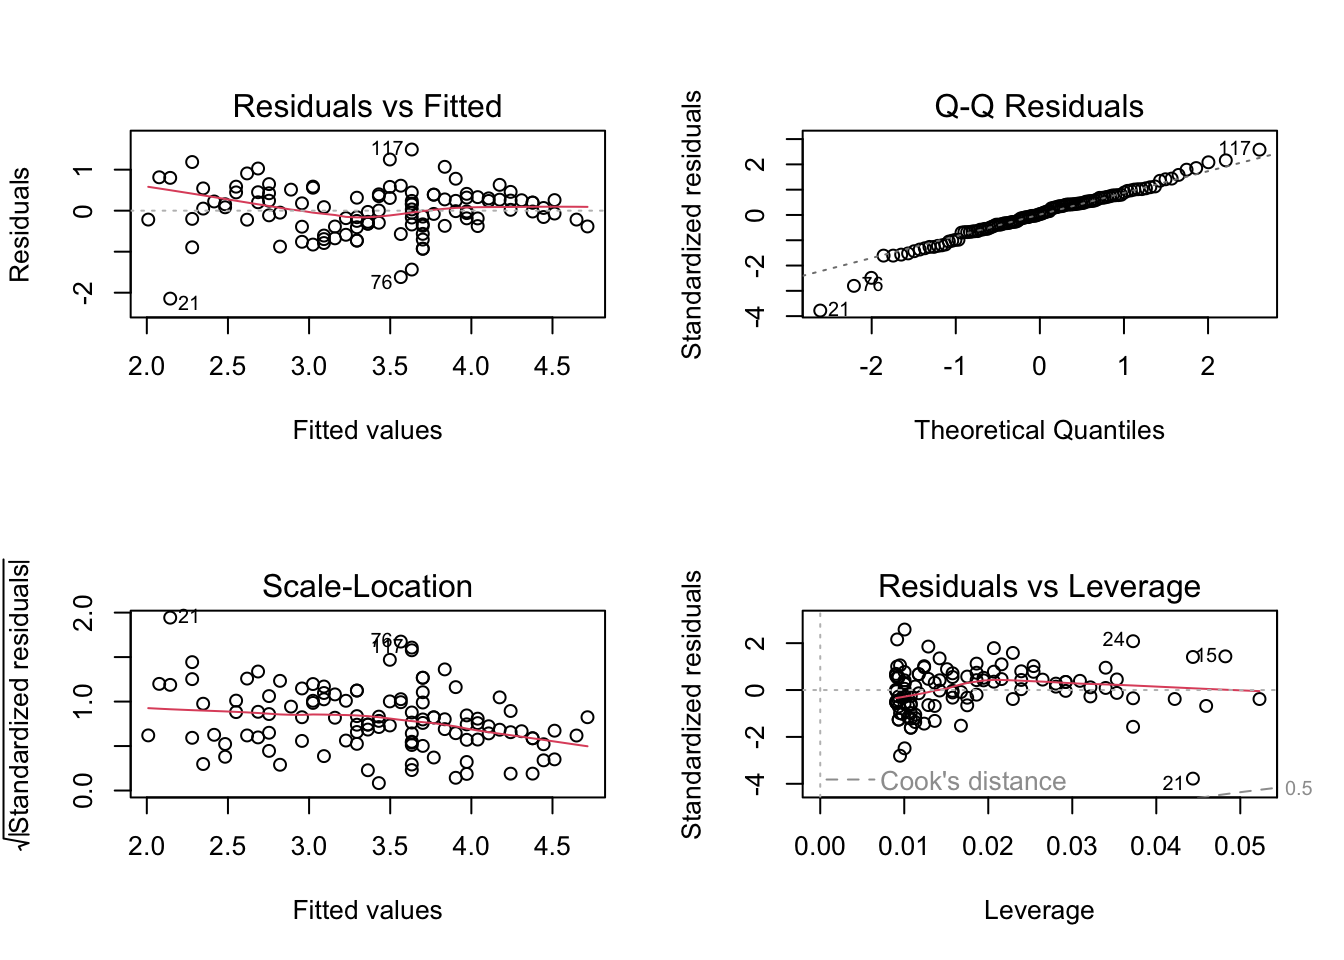 Residuals vs Fitted
Residuals
1
0
-2
117
76
21
2.0 2.5 3.0 3.5 4.0 4.5
Fitted values
Q-Q Residuals
Standardized residuals
2
0
-2
-4
117
76
21
-2 -1 0 1 2
Theoretical Quantiles
Scale-Location
√|Standardized residuals|
2.0
1.0
0.0
21
76
117
2.0 2.5 3.0 3.5 4.0 4.5
Fitted values
Residuals vs Leverage
Standardized residuals
2
0
-2
-4
24
15
Cook's distance
21
0.5
0.00 0.01 0.02 0.03 0.04 0.05
Leverage